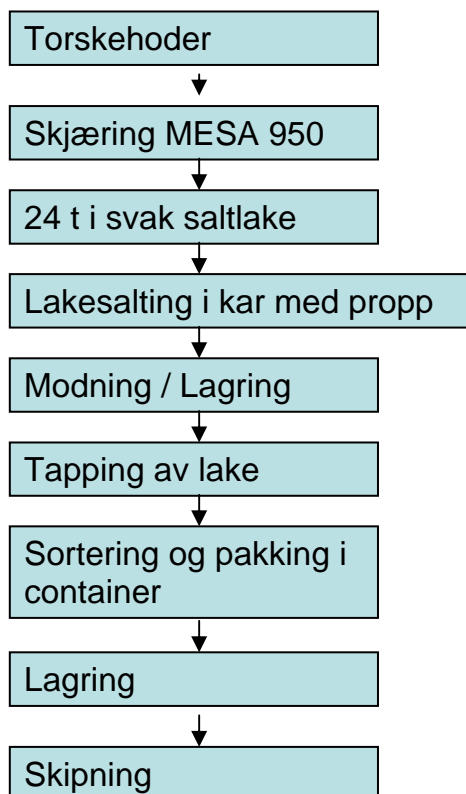 Torskehoder
Skjæring MESA 950
24 t i svak saltlake
Lakesalting i kar med propp
Modning / Lagring
Tapping av lake
Sortering og pakking i
container
Lagring
Skipning